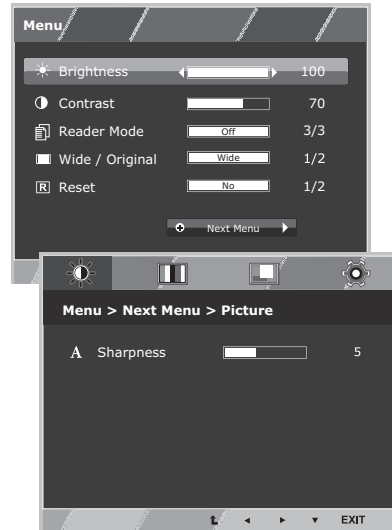 Menu
Brightness 100
Contrast 70
Reader Mode Off 3/3
Wide / Original Wide 1/2
R Reset No 1/2
Next Menu
Menu > Next Menu > Picture
A Sharpness 5
EXIT